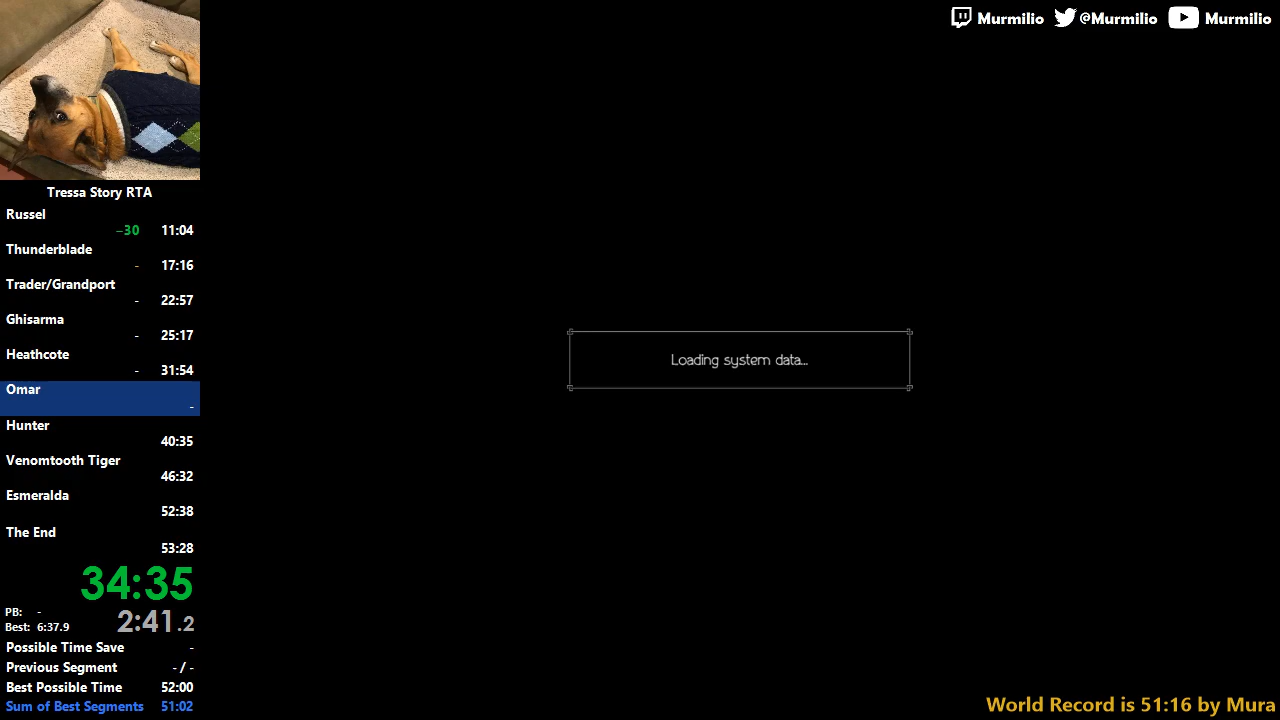 Murmilio @Murmilio Murmilio
Tressa Story RTA
Russel
−30 11:04
Thunderblade
- 17:16
Trader/Grandport
- 22:57
Ghisarma
- 25:17
Heathcote
- 31:54
Omar
-
Hunter
40:35
Venomtooth Tiger
46:32
Esmeralda
52:38
The End
53:28
34:35
PB: -
Best: 6:37.9
2:41.2
Possible Time Save -
Previous Segment - / -
Best Possible Time 52:00
Sum of Best Segments 51:02
Loading system data...
World Record is 51:16 by Mura